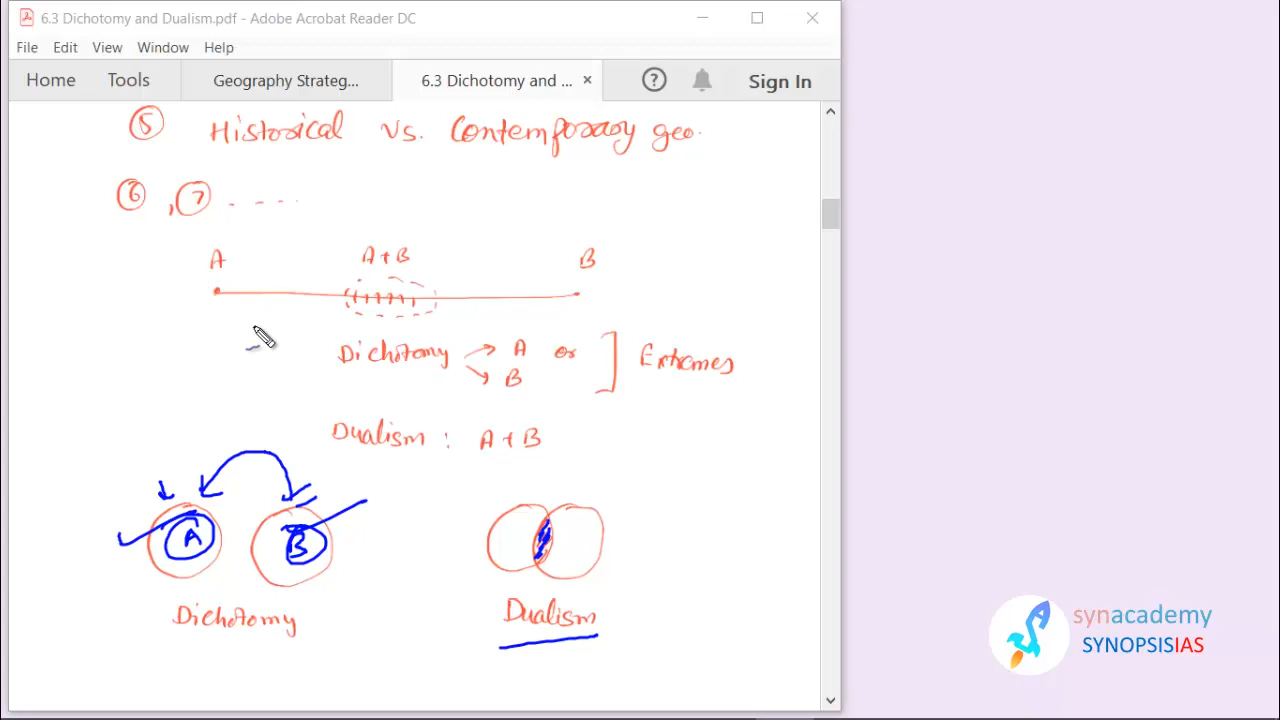 6.3 Dichotomy and Dualism.pdf - Adobe Acrobat Reader DC
File Edit View Window Help
Home Tools Geography Strateg... 6.3 Dichotomy and ... × ? Sign In
5 Historical Vs. Contemporary geo.
6 , 7 . - - - -
A A+B B
Dichotomy A or Extremes
B
Dualism : A+B
A B
Dichotomy Dualism
synacademy
SYNOPSISIAS